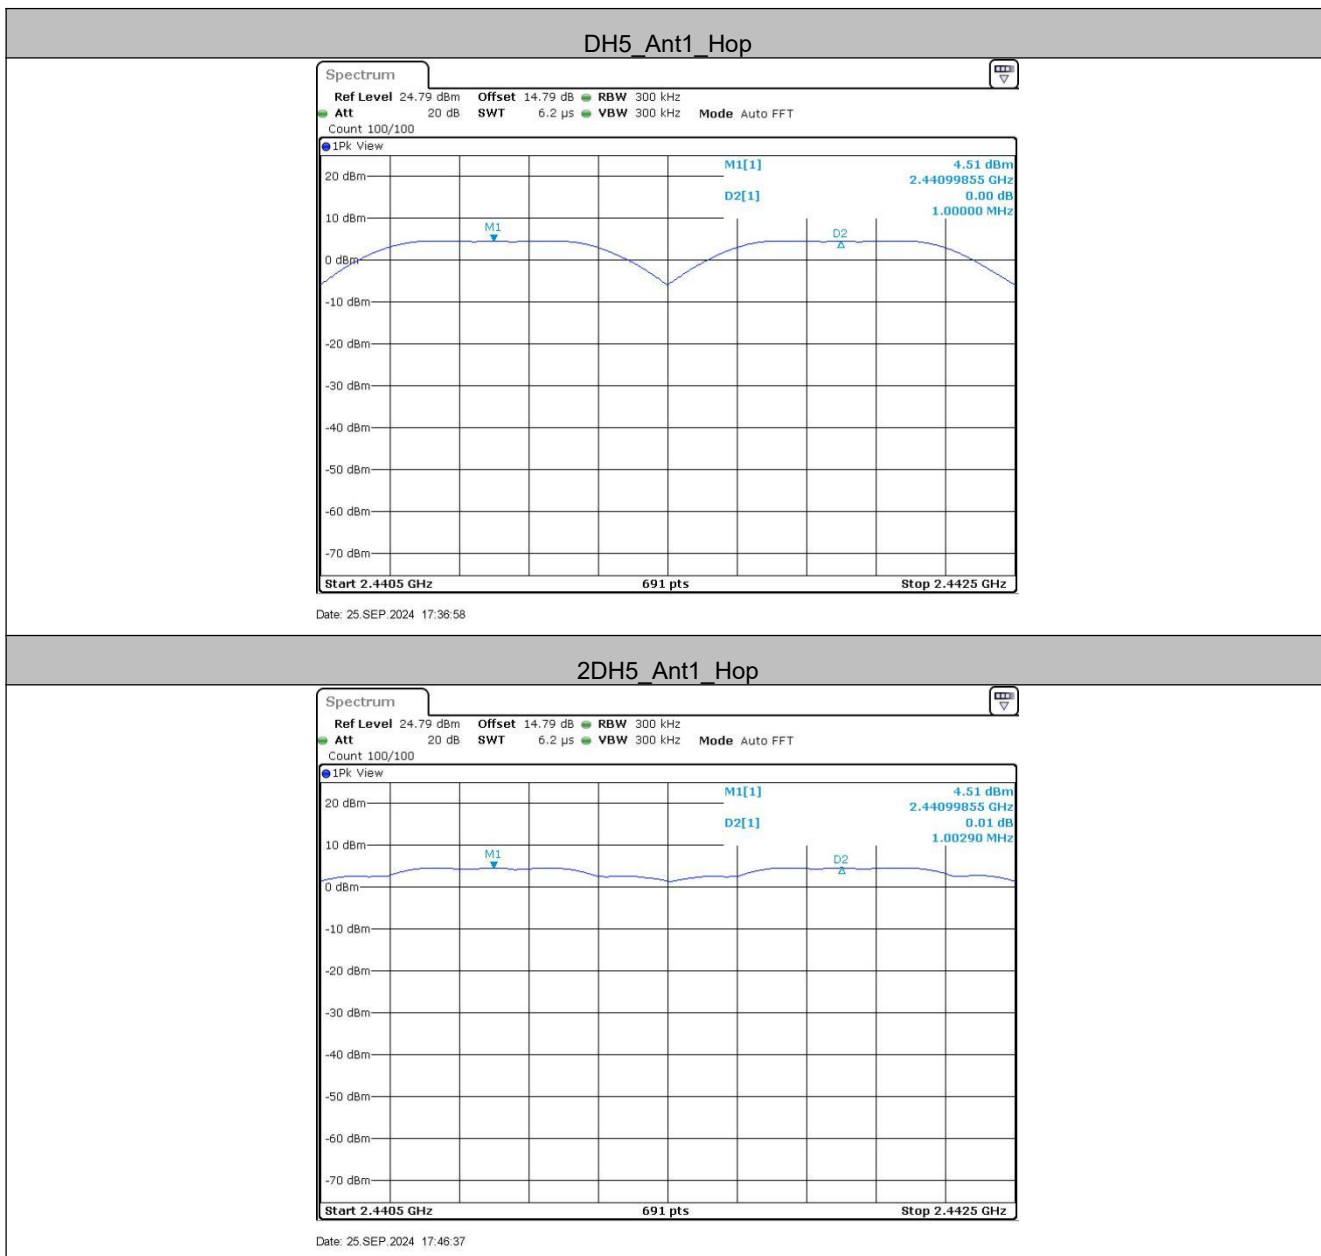 DH5_Ant1_Hop
Spectrum
Ref Level 24.79 dBm Offset 14.79 dB RBW 300 kHz
Att 20 dB SWT 6.2 µs VBW 300 kHz Mode Auto FFT
Count 100/100
1Pk View
M1[1] 4.51 dBm
2.44099855 GHz
D2[1] 0.00 dB
1.00000 MHz
20 dBm
10 dBm
M1
D2
0 dBm
-10 dBm
-20 dBm
-30 dBm
-40 dBm
-50 dBm
-60 dBm
-70 dBm
Start 2.4405 GHz 691 pts Stop 2.4425 GHz
Date: 25.SEP.2024 17:36:58
2DH5_Ant1_Hop
Spectrum
Ref Level 24.79 dBm Offset 14.79 dB RBW 300 kHz
Att 20 dB SWT 6.2 µs VBW 300 kHz Mode Auto FFT
Count 100/100
1Pk View
M1[1] 4.51 dBm
2.44099855 GHz
D2[1] 0.01 dB
1.00290 MHz
20 dBm
10 dBm
M1
D2
0 dBm
-10 dBm
-20 dBm
-30 dBm
-40 dBm
-50 dBm
-60 dBm
-70 dBm
Start 2.4405 GHz 691 pts Stop 2.4425 GHz
Date: 25.SEP.2024 17:46:37